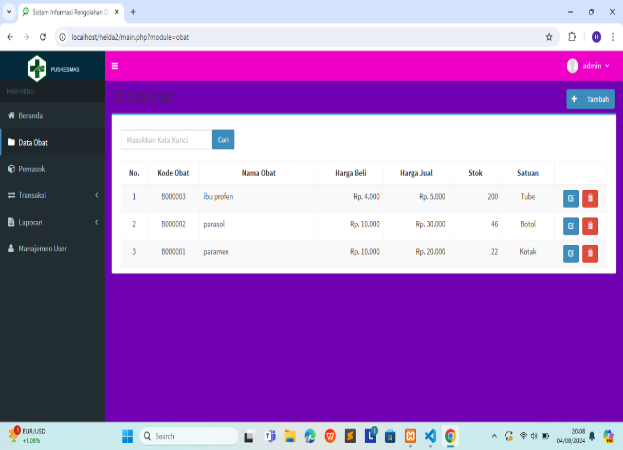 Sistem Informasi Pengolahan D
localhost/helda2/main.php?module=obat
H
PUSKESMAS
admin
MAIN MENU
Data Obat
+ Tambah
Beranda
Data Obat
Pemasok
Transaksi
Laporan
Manajemen User
Masukkan Kata Kunci
Cari
No. Kode Obat Nama Obat Harga Beli Harga Jual Stok Satuan
1 B000003 ibu profen Rp. 4.000 Rp. 5.000 200 Tube
2 B000002 parasol Rp. 10.000 Rp. 30.000 46 Botol
3 B000001 paramex Rp. 10.000 Rp. 20.000 22 Kotak
EUR/USD
+1.08%
Search
20:08
04/08/2024